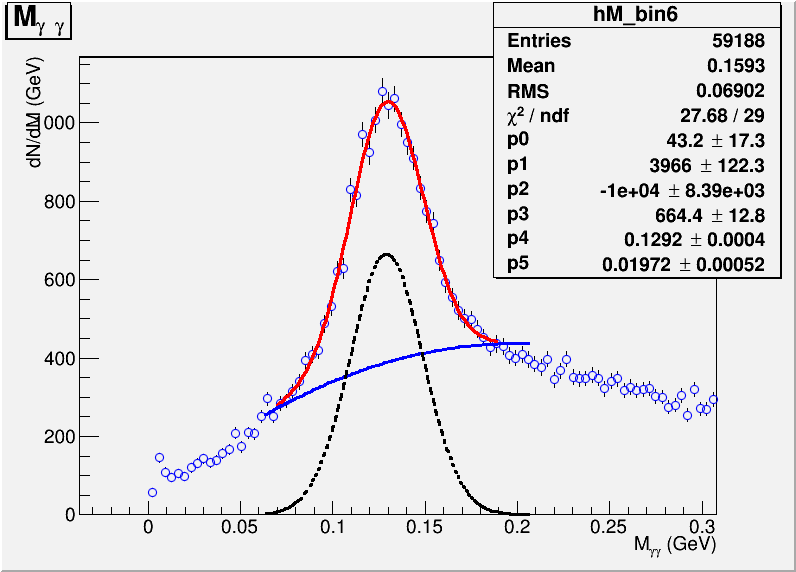 M γ γ
hM_bin6
Entries 59188
Mean 0.1593
RMS 0.06902
χ² / ndf 27.68 / 29
p0 43.2 ± 17.3
p1 3966 ± 122.3
p2 -1e+04 ± 8.39e+03
p3 664.4 ± 12.8
p4 0.1292 ± 0.0004
p5 0.01972 ± 0.00052
dN/dM (GeV)
1000
800
600
400
200
0
0 0.05 0.1 0.15 0.2 0.25 0.3
Mγγ (GeV)